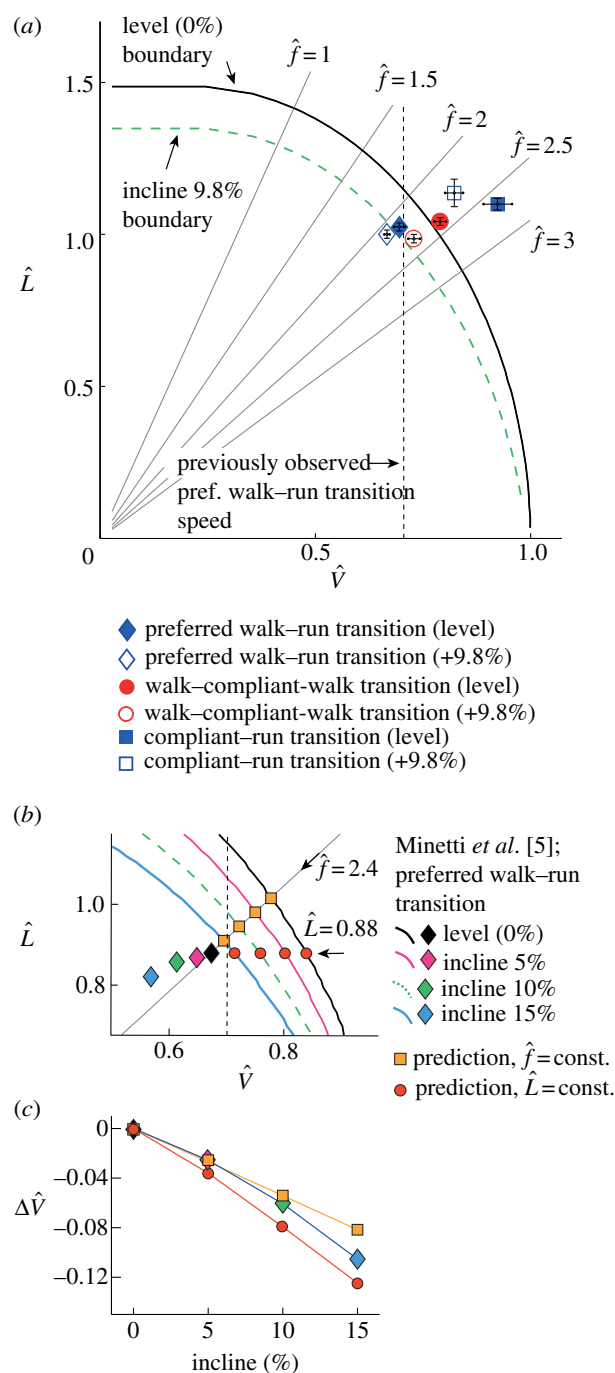 (a)
level (0%)
boundary
f̂ = 1
f̂ = 1.5
f̂ = 2
f̂ = 2.5
f̂ = 3
1.5
1.0
0.5
0
L̂
incline 9.8%
boundary
previously observed
pref. walk–run transition
speed
0.5
1.0
V̂
preferred walk–run transition (level)
preferred walk–run transition (+9.8%)
walk–compliant-walk transition (level)
walk–compliant-walk transition (+9.8%)
compliant–run transition (level)
compliant–run transition (+9.8%)
(b)
L̂
1.0
0.8
f̂ = 2.4
L̂ = 0.88
0.6
0.8
V̂
Minetti et al. [5];
preferred walk–run
transition
level (0%)
incline 5%
incline 10%
incline 15%
prediction, f̂ = const.
prediction, L̂ = const.
(c)
0
−0.04
−0.08
−0.12
ΔV̂
0
5
10
15
incline (%)